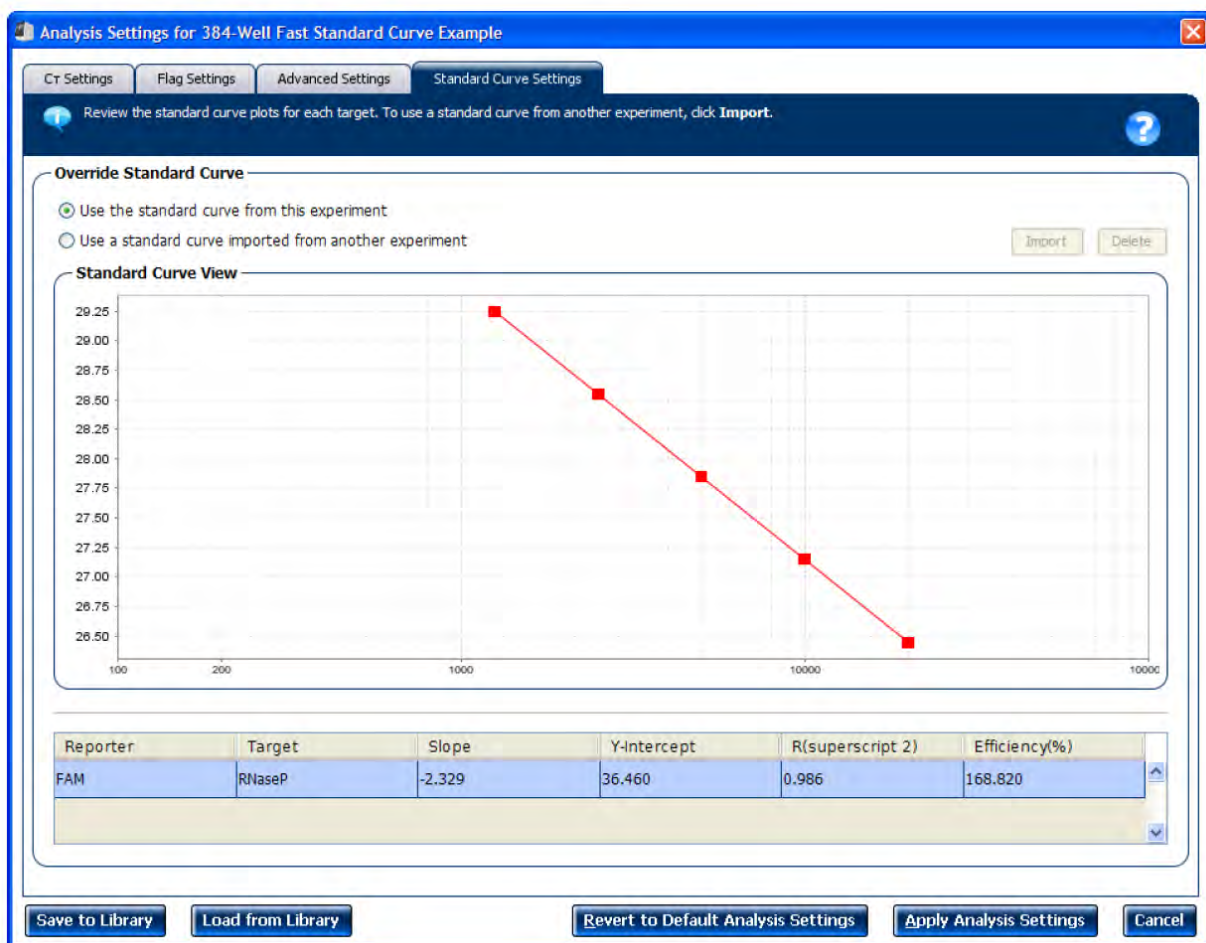 Analysis Settings for 384-Well Fast Standard Curve Example
CT Settings
Flag Settings
Advanced Settings
Standard Curve Settings
Review the standard curve plots for each target. To use a standard curve from another experiment, click Import.
?
Override Standard Curve
Use the standard curve from this experiment
Use a standard curve imported from another experiment
Import
Delete
Standard Curve View
29.25
29.00
28.75
28.50
28.25
28.00
27.75
27.50
27.25
27.00
26.75
26.50
100 200 1000 10000 10000
Reporter Target Slope Y-Intercept R(superscript 2) Efficiency(%)
FAM RNaseP -2.329 36.460 0.986 168.820
Save to Library
Load from Library
Revert to Default Analysis Settings
Apply Analysis Settings
Cancel